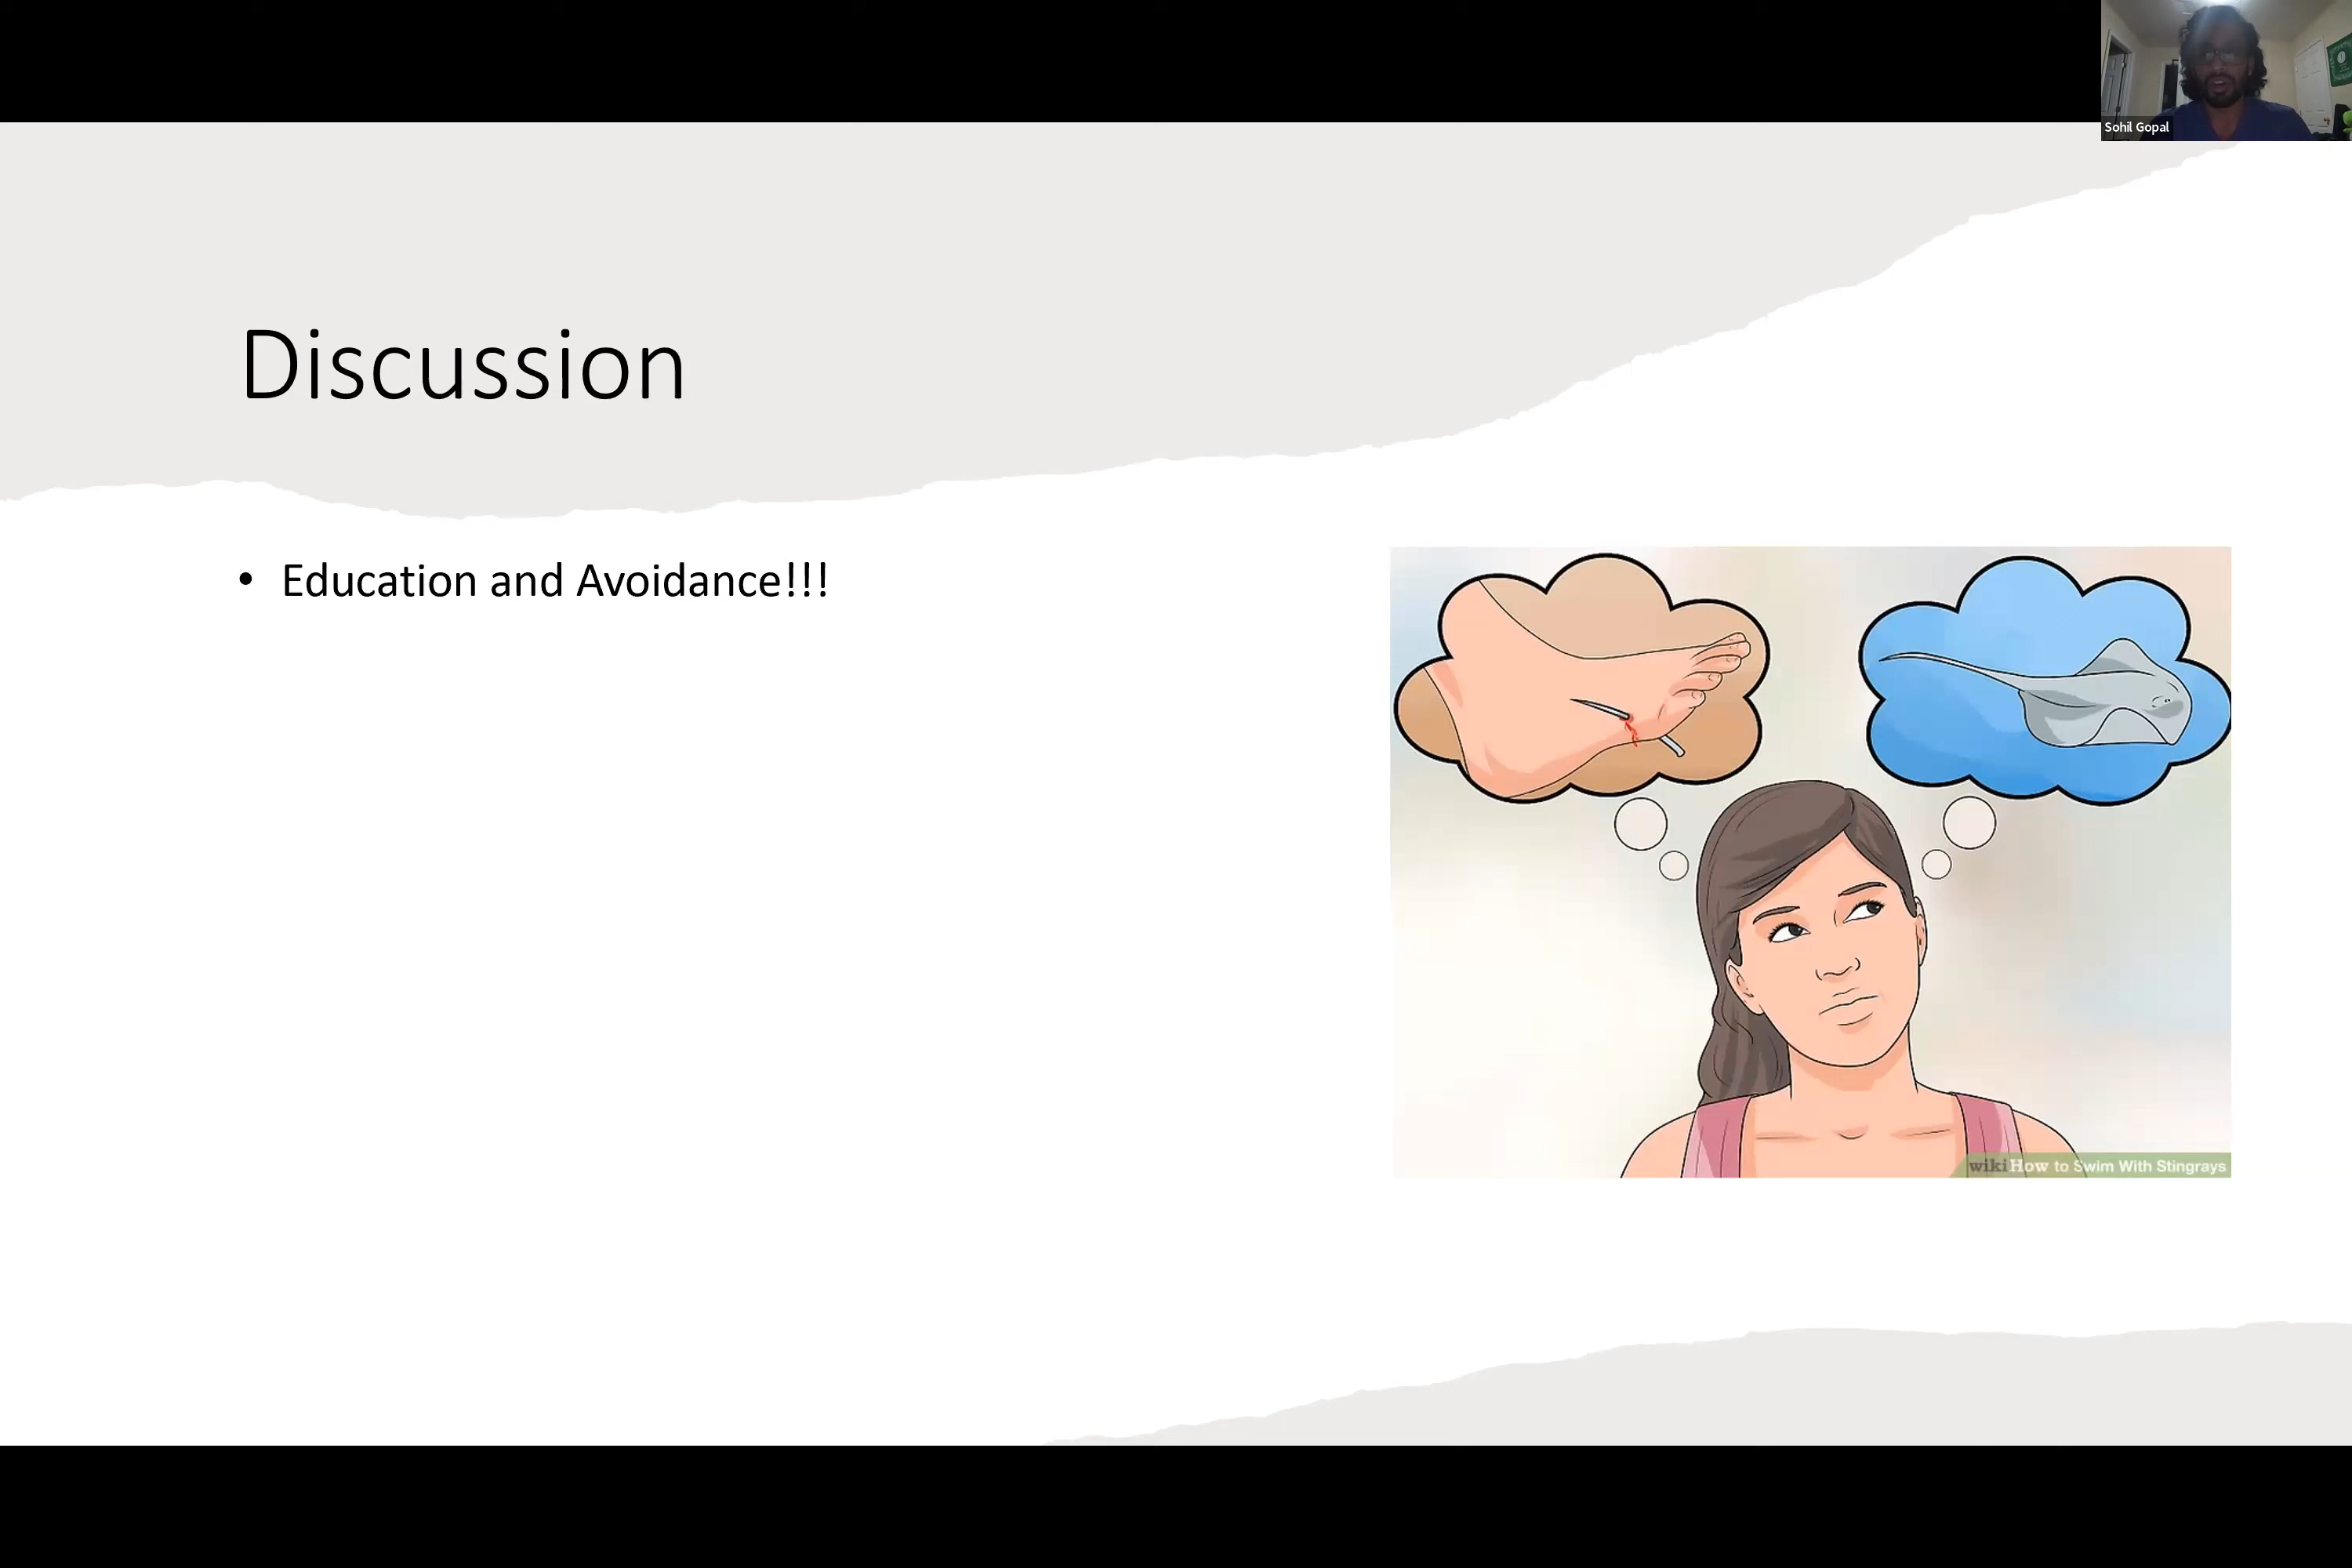 Sohil Gopal
Discussion
• Education and Avoidance!!!
wikiHow to Swim With Stingrays